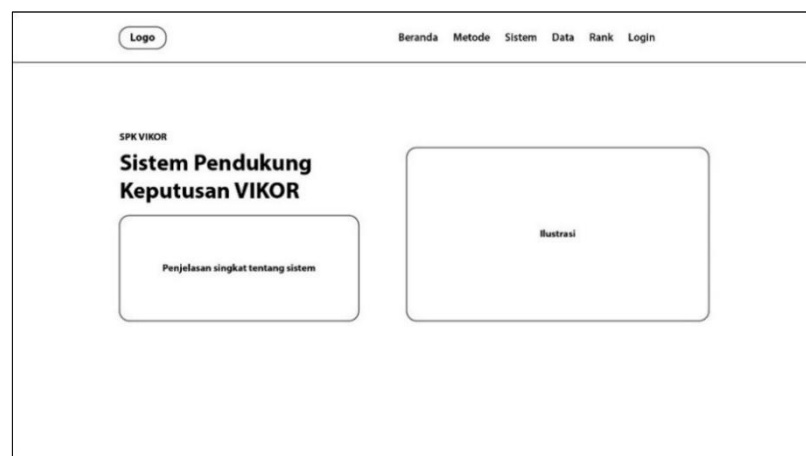 Logo
Beranda Metode Sistem Data Rank Login
SPK VIKOR
Sistem Pendukung
Keputusan VIKOR
Penjelasan singkat tentang sistem
Ilustrasi